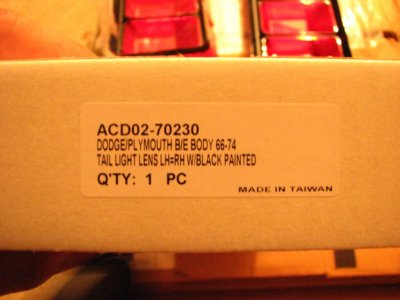 ACD02-70230
DODGE/PLYMOUTH B/E BODY 66-74
TAIL LIGHT LENS LH=RH W/BLACK PAINTED
Q'TY: 1 PC
MADE IN TAIWAN